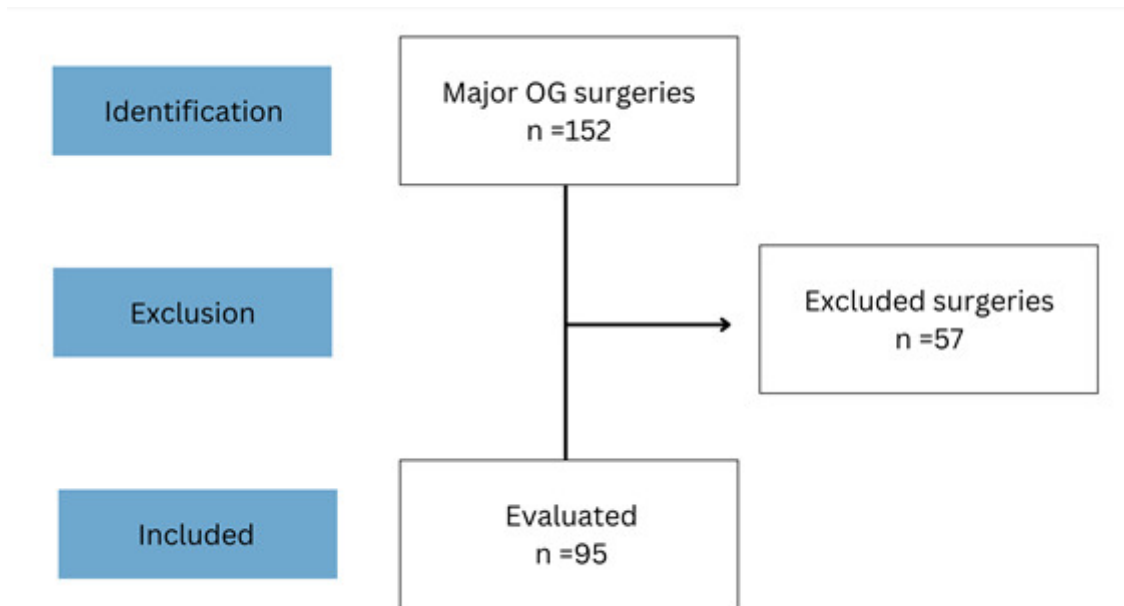 Identification
Major OG surgeries
n =152
Exclusion
Excluded surgeries
n =57
Included
Evaluated
n =95